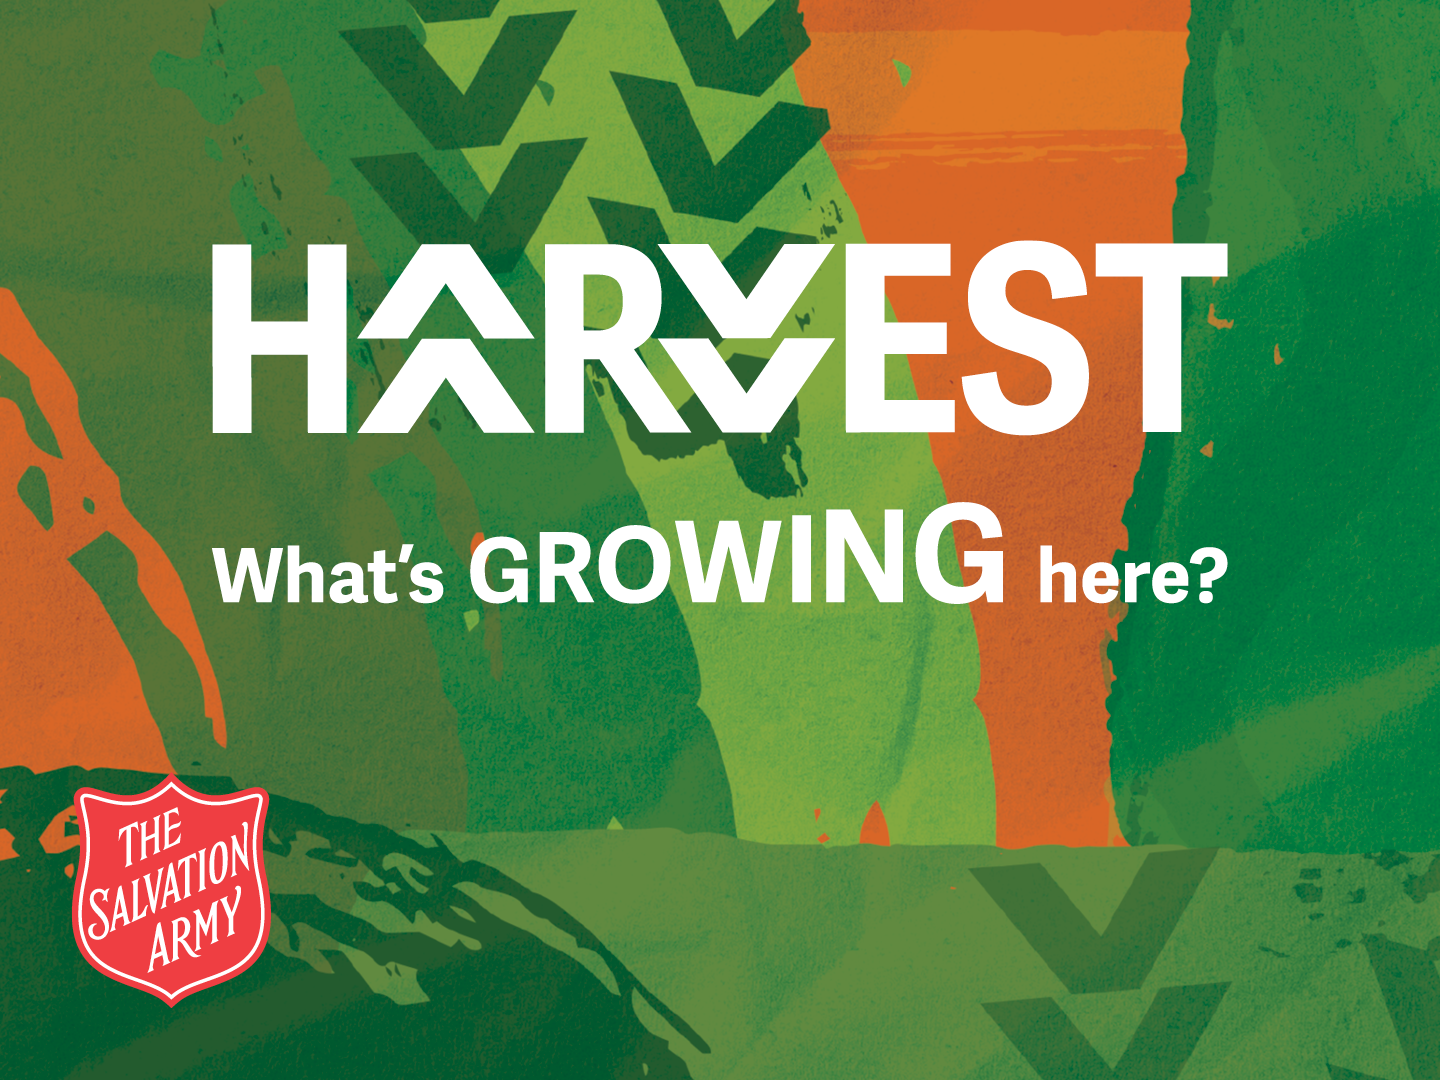 HARVEST
What's GROWING here?
THE
SALVATION
ARMY